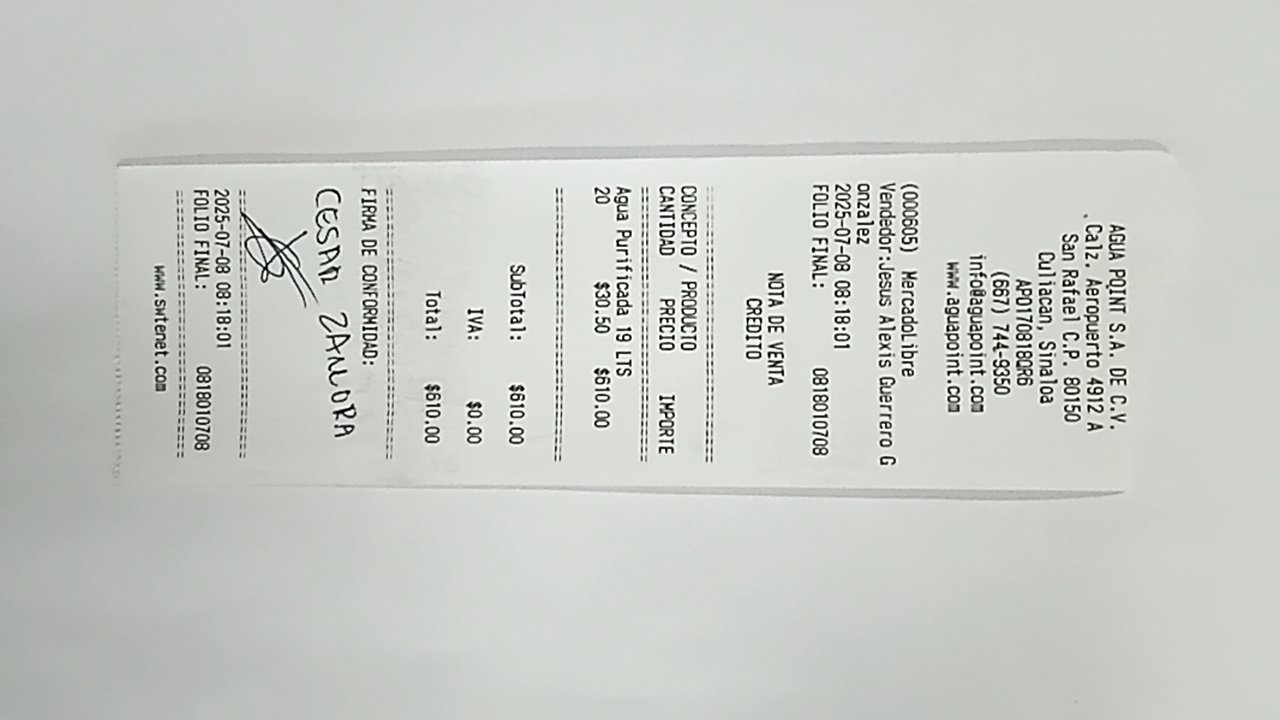 AGUA POINT S.A. DE C.V.
. Calz. Aeropuerto 4912 A
San Rafael C.P. 80150
Culiacan, Sinaloa
APO170818QR6
(667) 744-9350
info@aguapoint.com
www.aguapoint.com
(000605) MercadoLibre
Vendedor:Jesus Alexis Guerrero G
onzalez
2025-07-08 08:18:01
FOLIO FINAL: 0818010708
NOTA DE VENTA
CREDITO
================================
CONCEPTO / PRODUCTO
CANTIDAD PRECIO IMPORTE
================================
Agua Purificada 19 LTS
20 $30.50 $610.00
================================
SubTotal: $610.00
IVA: $0.00
Total: $610.00
================================
FIRMA DE CONFORMIDAD:
CESAR ZAMORA
================================
2025-07-08 08:18:01
FOLIO FINAL: 0818010708
================================
www.swtenet.com